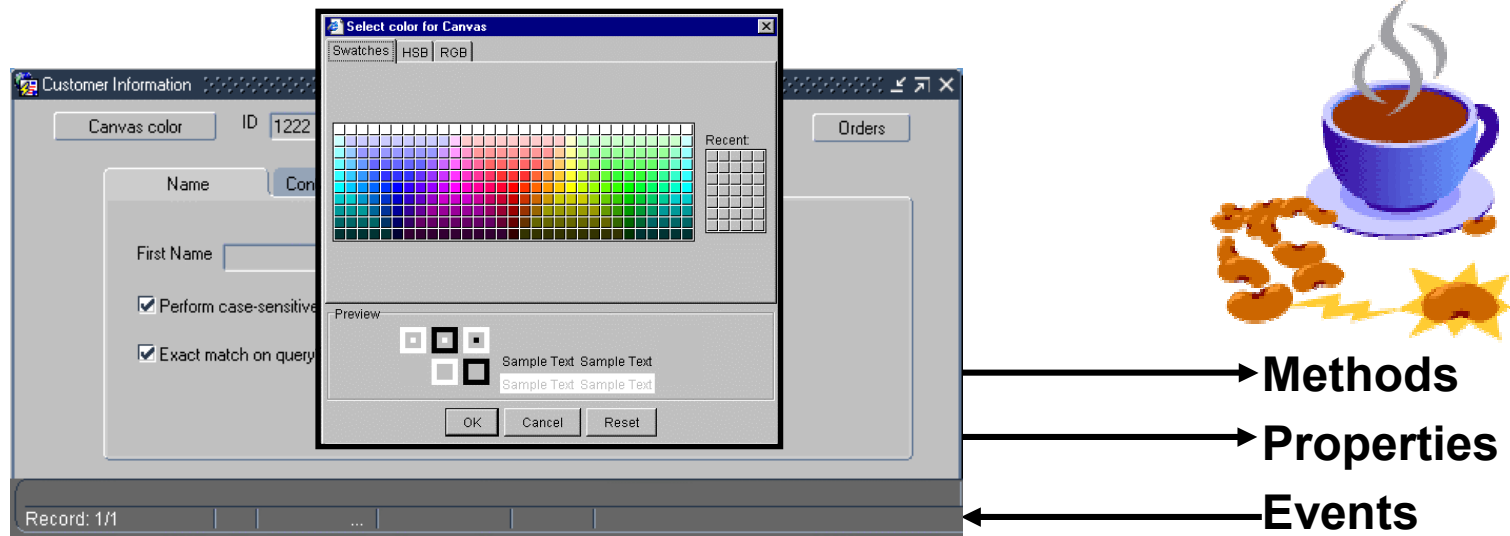 Select color for Canvas
Swatches HSB RGB
Customer Information
Canvas color ID 1222 Orders
Recent:
Name Con
First Name
Perform case-sensitive
Preview
Exact match on query
Sample Text Sample Text
Sample Text Sample Text
OK Cancel Reset
Record: 1/1 ...
Methods
Properties
Events